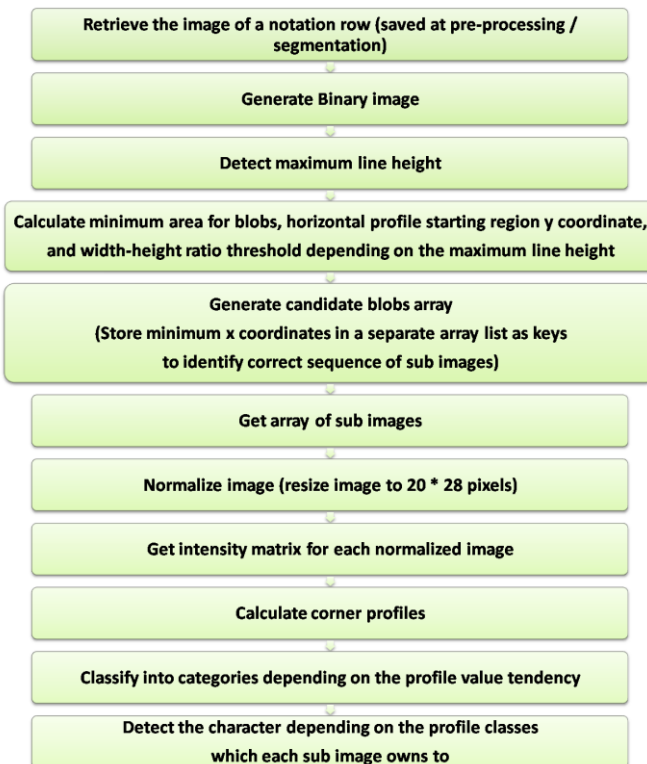 Retrieve the image of a notation row (saved at pre-processing /
segmentation)
Generate Binary image
Detect maximum line height
Calculate minimum area for blobs, horizontal profile starting region y coordinate,
and width-height ratio threshold depending on the maximum line height
Generate candidate blobs array
(Store minimum x coordinates in a separate array list as keys
to identify correct sequence of sub images)
Get array of sub images
Normalize image (resize image to 20 * 28 pixels)
Get intensity matrix for each normalized image
Calculate corner profiles
Classify into categories depending on the profile value tendency
Detect the character depending on the profile classes
which each sub image owns to